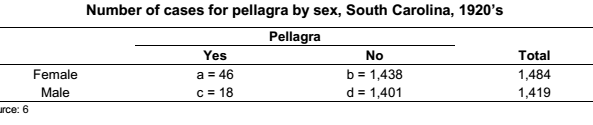 Number of cases for pellagra by sex, South Carolina, 1920's
Pellagra
Yes No Total
Female a = 46 b = 1,438 1,484
Male c = 18 d = 1,401 1,419
urce: 6